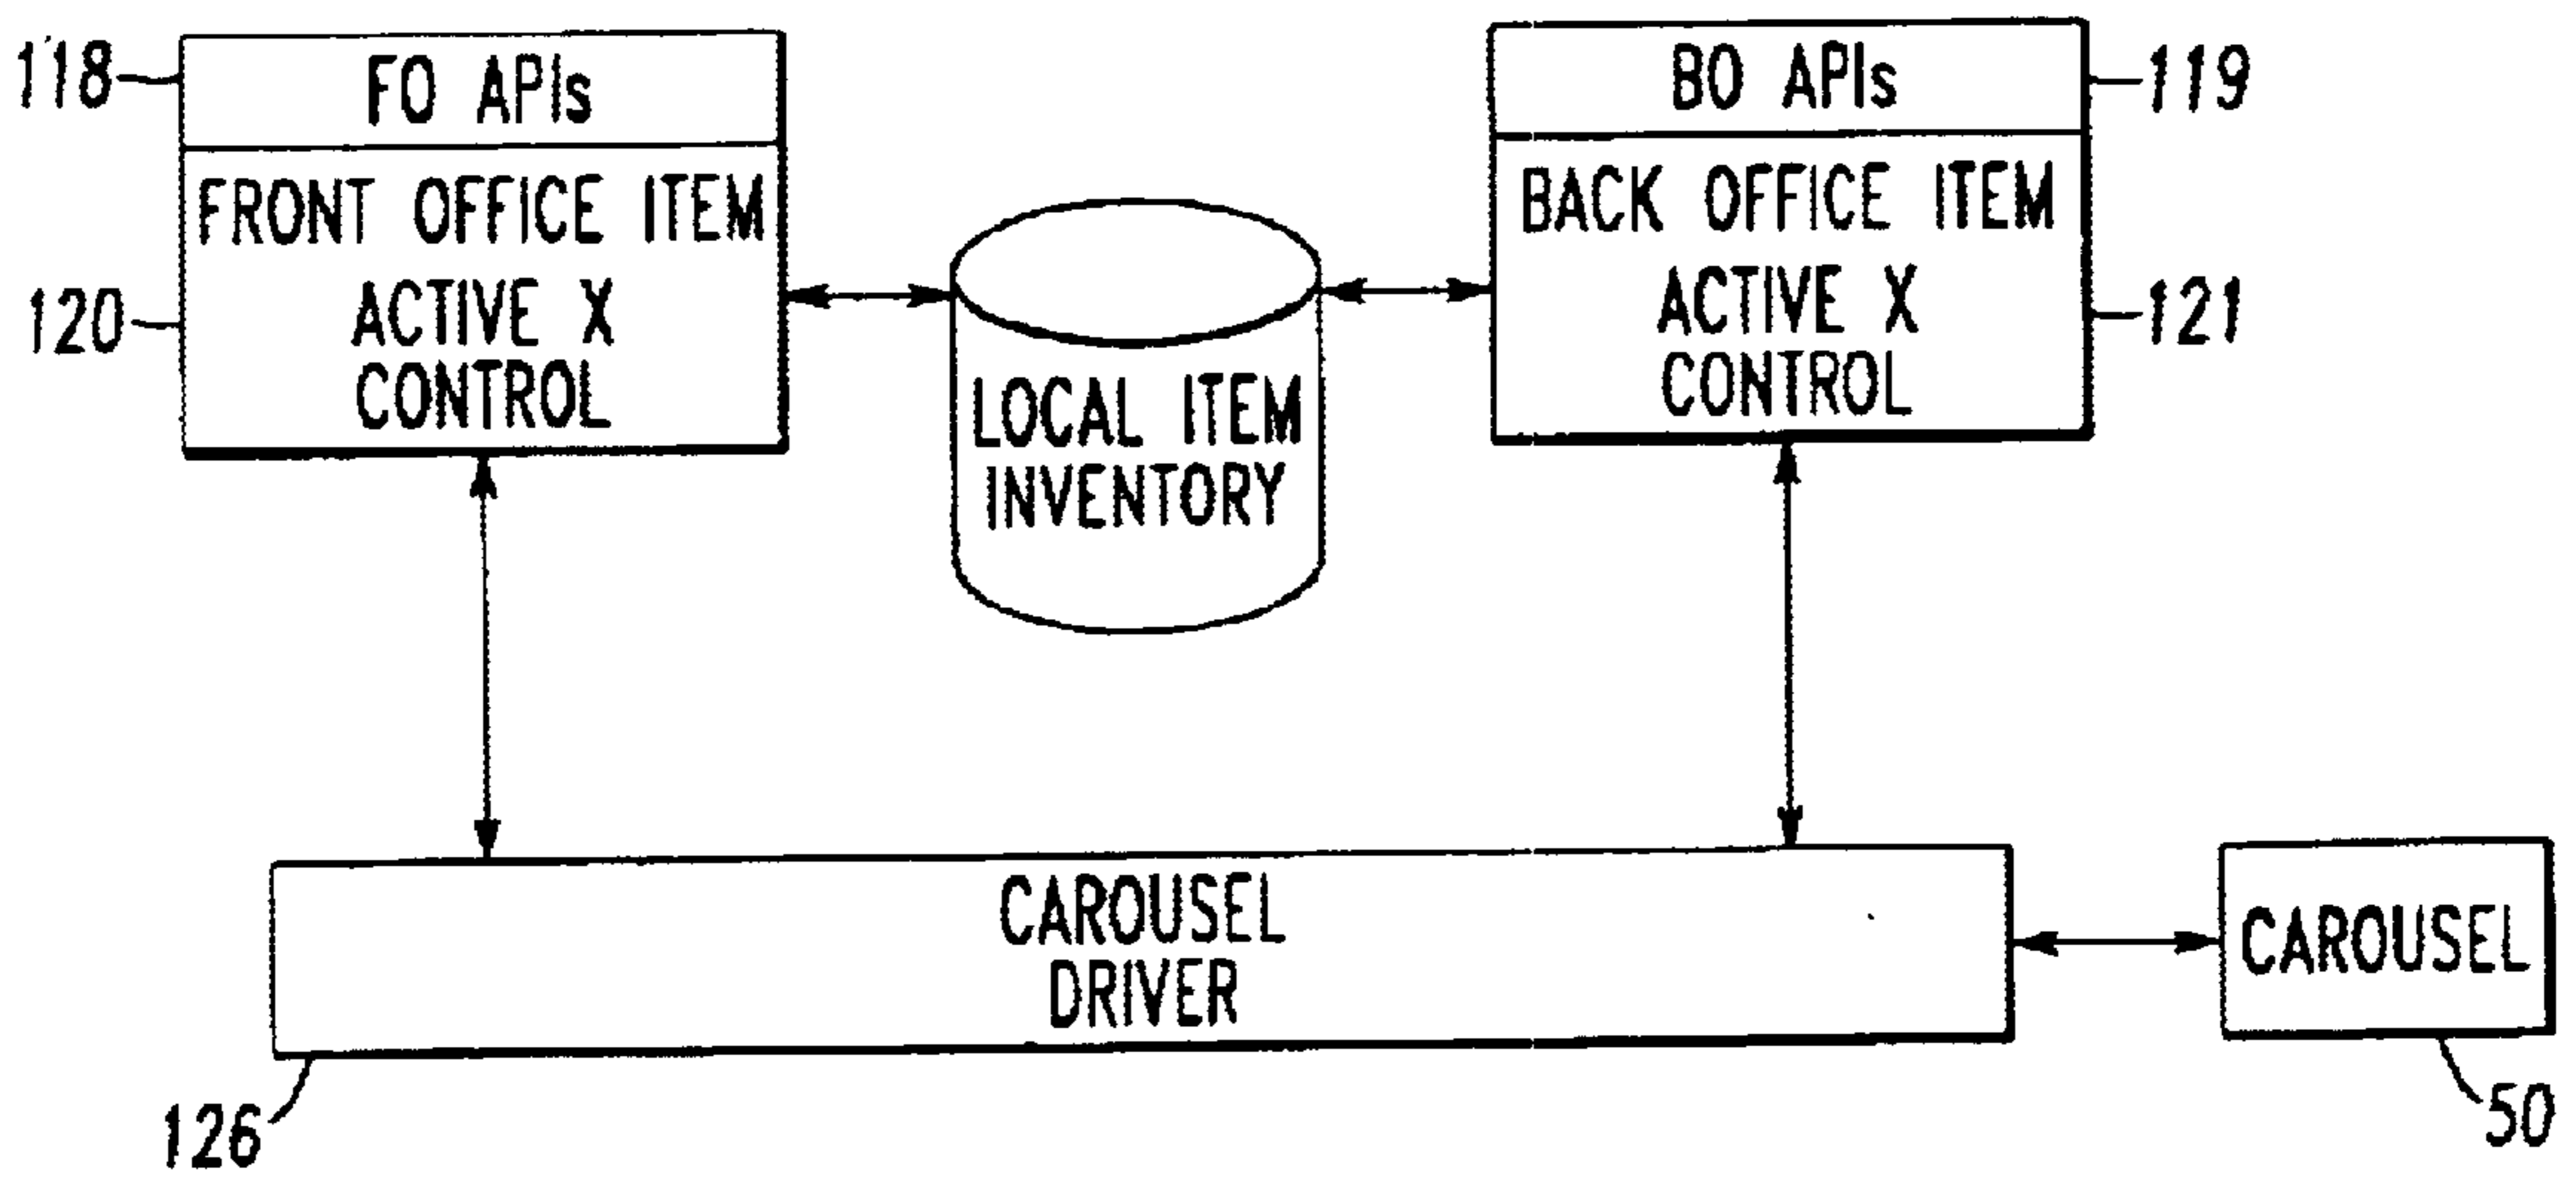 118
FO APIs
FRONT OFFICE ITEM
120
ACTIVE X
CONTROL
LOCAL ITEM
INVENTORY
BO APIs
119
BACK OFFICE ITEM
ACTIVE X
121
CONTROL
CAROUSEL
DRIVER
126
CAROUSEL
50